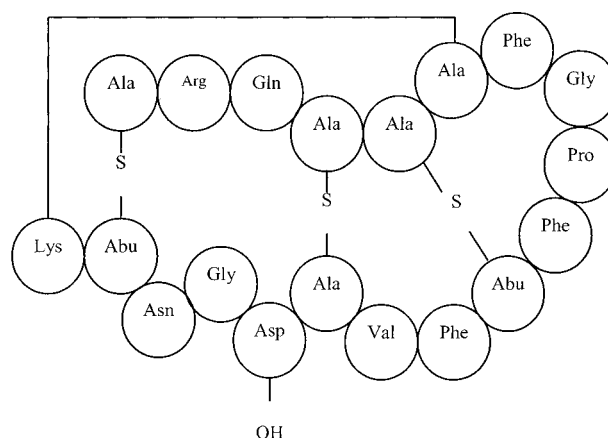 Phe
Ala
Gly
Ala
Arg
Gln
Ala
Ala
Pro
S
S
S
Phe
Lys
Abu
Gly
Ala
Abu
Asn
Asp
Val
Phe
OH